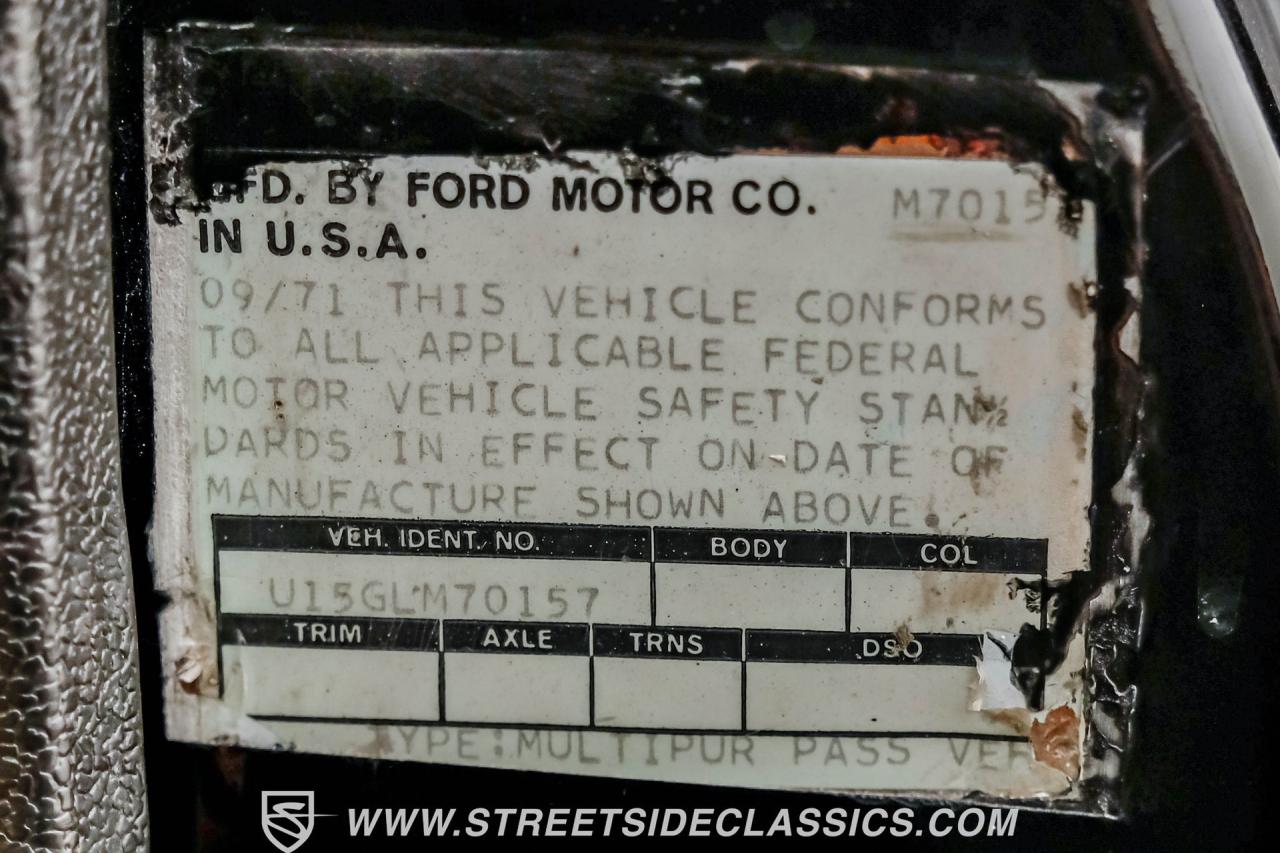 MFD. BY FORD MOTOR CO. M7015
IN U.S.A.
09/71 THIS VEHICLE CONFORMS
TO ALL APPLICABLE FEDERAL
MOTOR VEHICLE SAFETY STAN
DARDS IN EFFECT ON DATE OF
MANUFACTURE SHOWN ABOVE.
VEH. IDENT. NO. BODY COL
U15GLM70157
TRIM AXLE TRNS DSO
TYPE:MULTIPUR PASS VEH
WWW.STREETSIDECLASSICS.COM